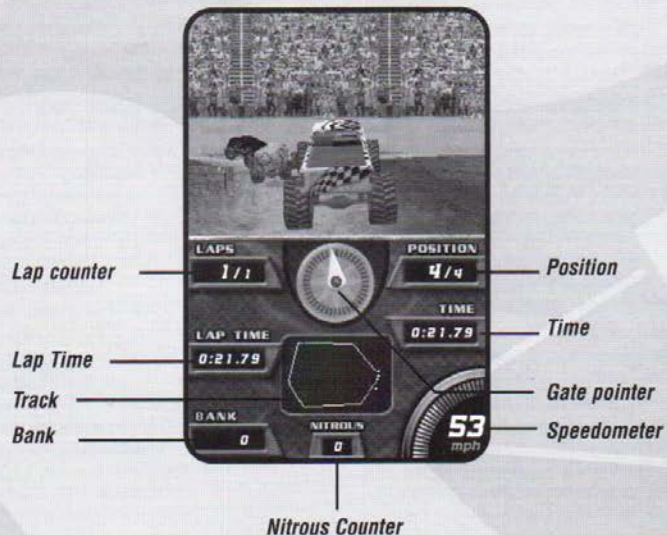 LAPS
1/1
POSITION
4/4
Lap counter
Position
TIME
0:21.79
Time
LAP TIME
0:21.79
Lap Time
Gate pointer
Track
BANK
0
Bank
NITROUS
0
53
mph
Speedometer
Nitrous Counter